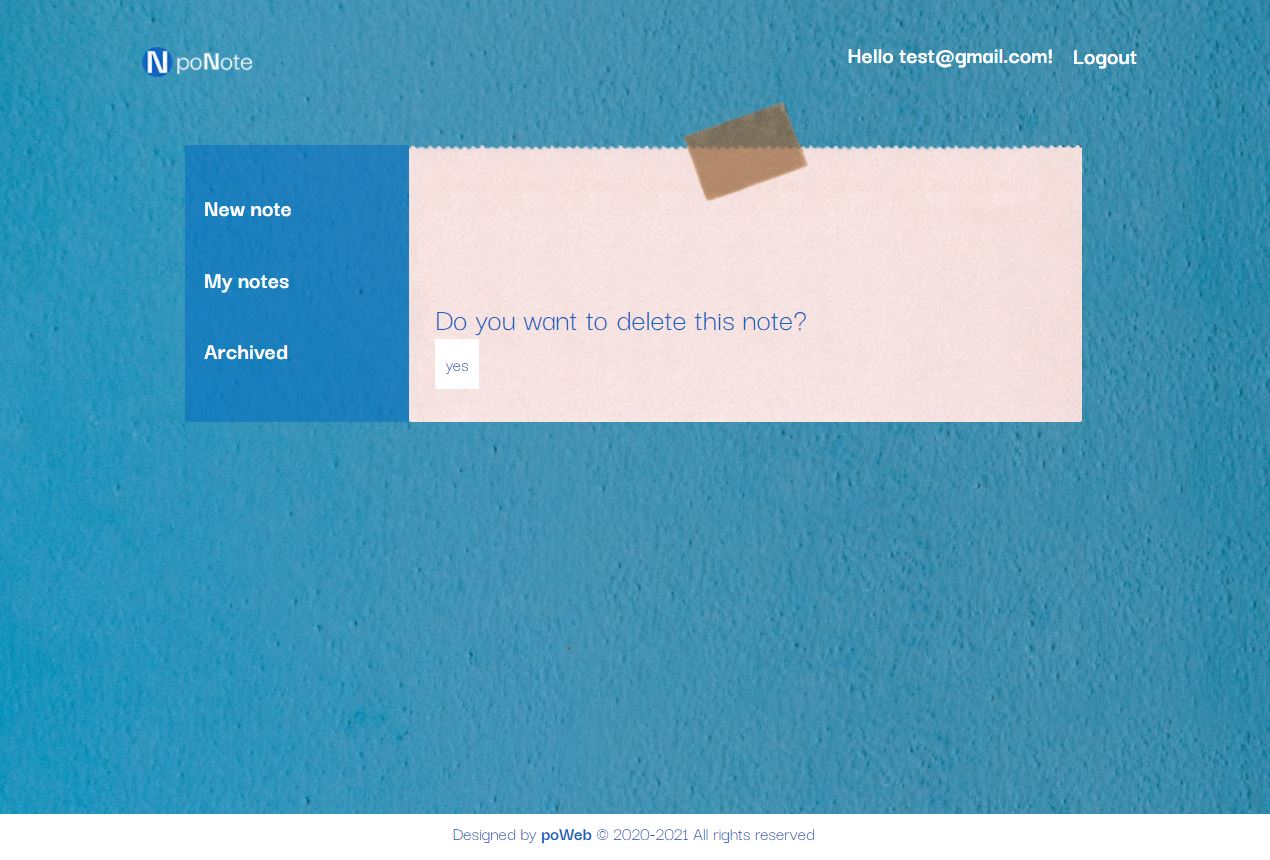 N poNote
Hello test@gmail.com! Logout
New note
My notes
Archived
Do you want to delete this note?
yes
Designed by poWeb © 2020-2021 All rights reserved